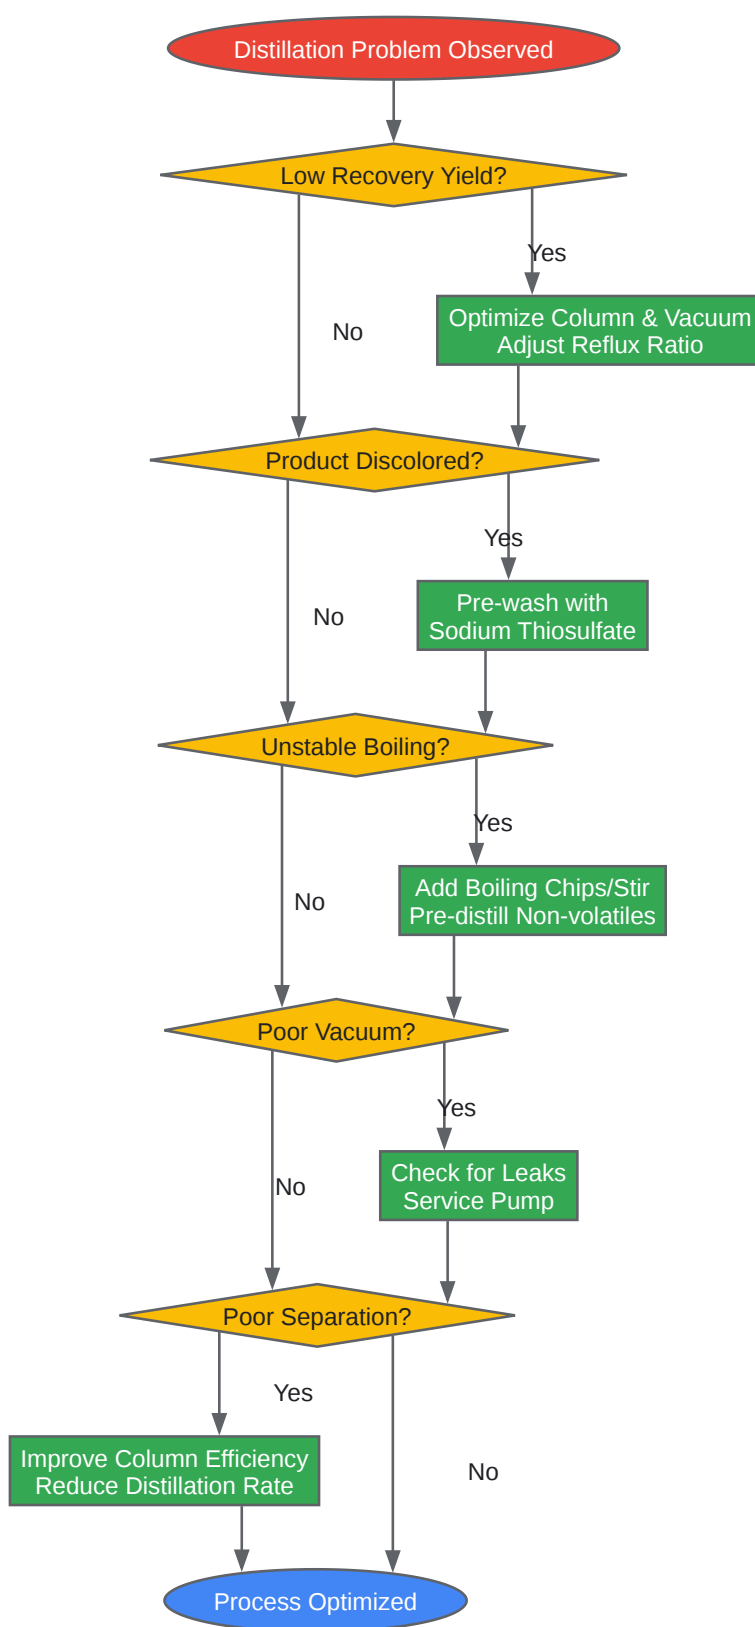 Distillation Problem Observed
Low Recovery Yield?
Yes
Optimize Column & Vacuum
Adjust Reflux Ratio
No
Product Discolored?
Yes
Pre-wash with
Sodium Thiosulfate
No
Unstable Boiling?
Yes
Add Boiling Chips/Stir
Pre-distill Non-volatiles
No
Poor Vacuum?
Yes
Check for Leaks
Service Pump
No
Poor Separation?
Yes
Improve Column Efficiency
Reduce Distillation Rate
No
Process Optimized